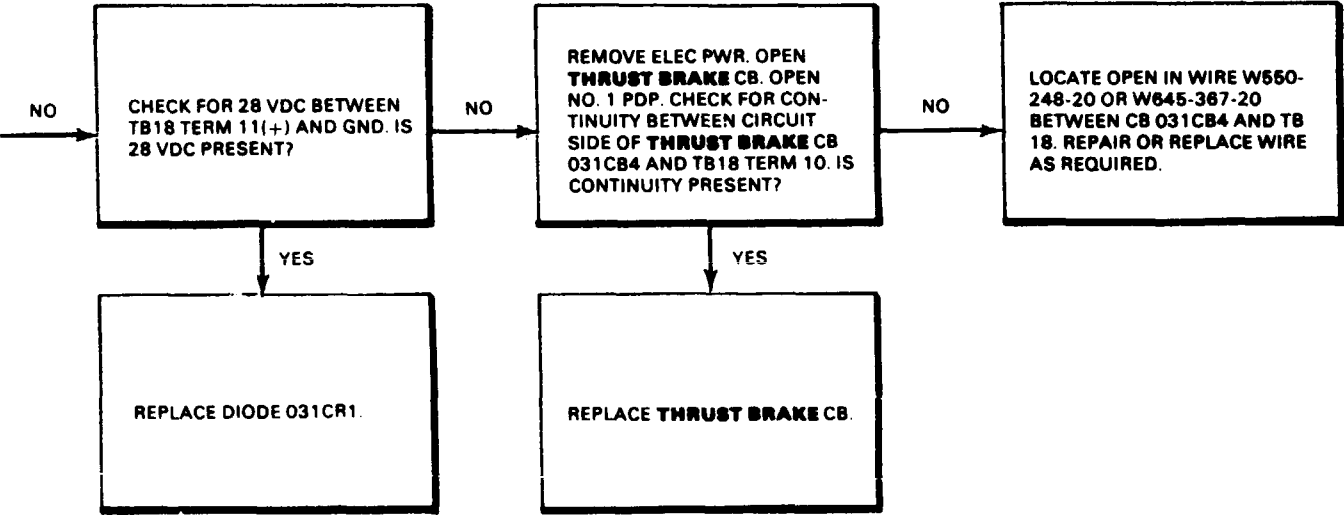 NO
CHECK FOR 28 VDC BETWEEN
TB18 TERM 11(+) AND GND. IS
28 VDC PRESENT?
YES
REPLACE DIODE 031CR1.
NO
REMOVE ELEC PWR. OPEN
THRUST BRAKE CB. OPEN
NO. 1 PDP. CHECK FOR CON-
TINUITY BETWEEN CIRCUIT
SIDE OF THRUST BRAKE CB
031CB4 AND TB18 TERM 10. IS
CONTINUITY PRESENT?
YES
REPLACE THRUST BRAKE CB.
NO
LOCATE OPEN IN WIRE W550-
248-20 OR W645-367-20
BETWEEN CB 031CB4 AND TB
18. REPAIR OR REPLACE WIRE
AS REQUIRED.